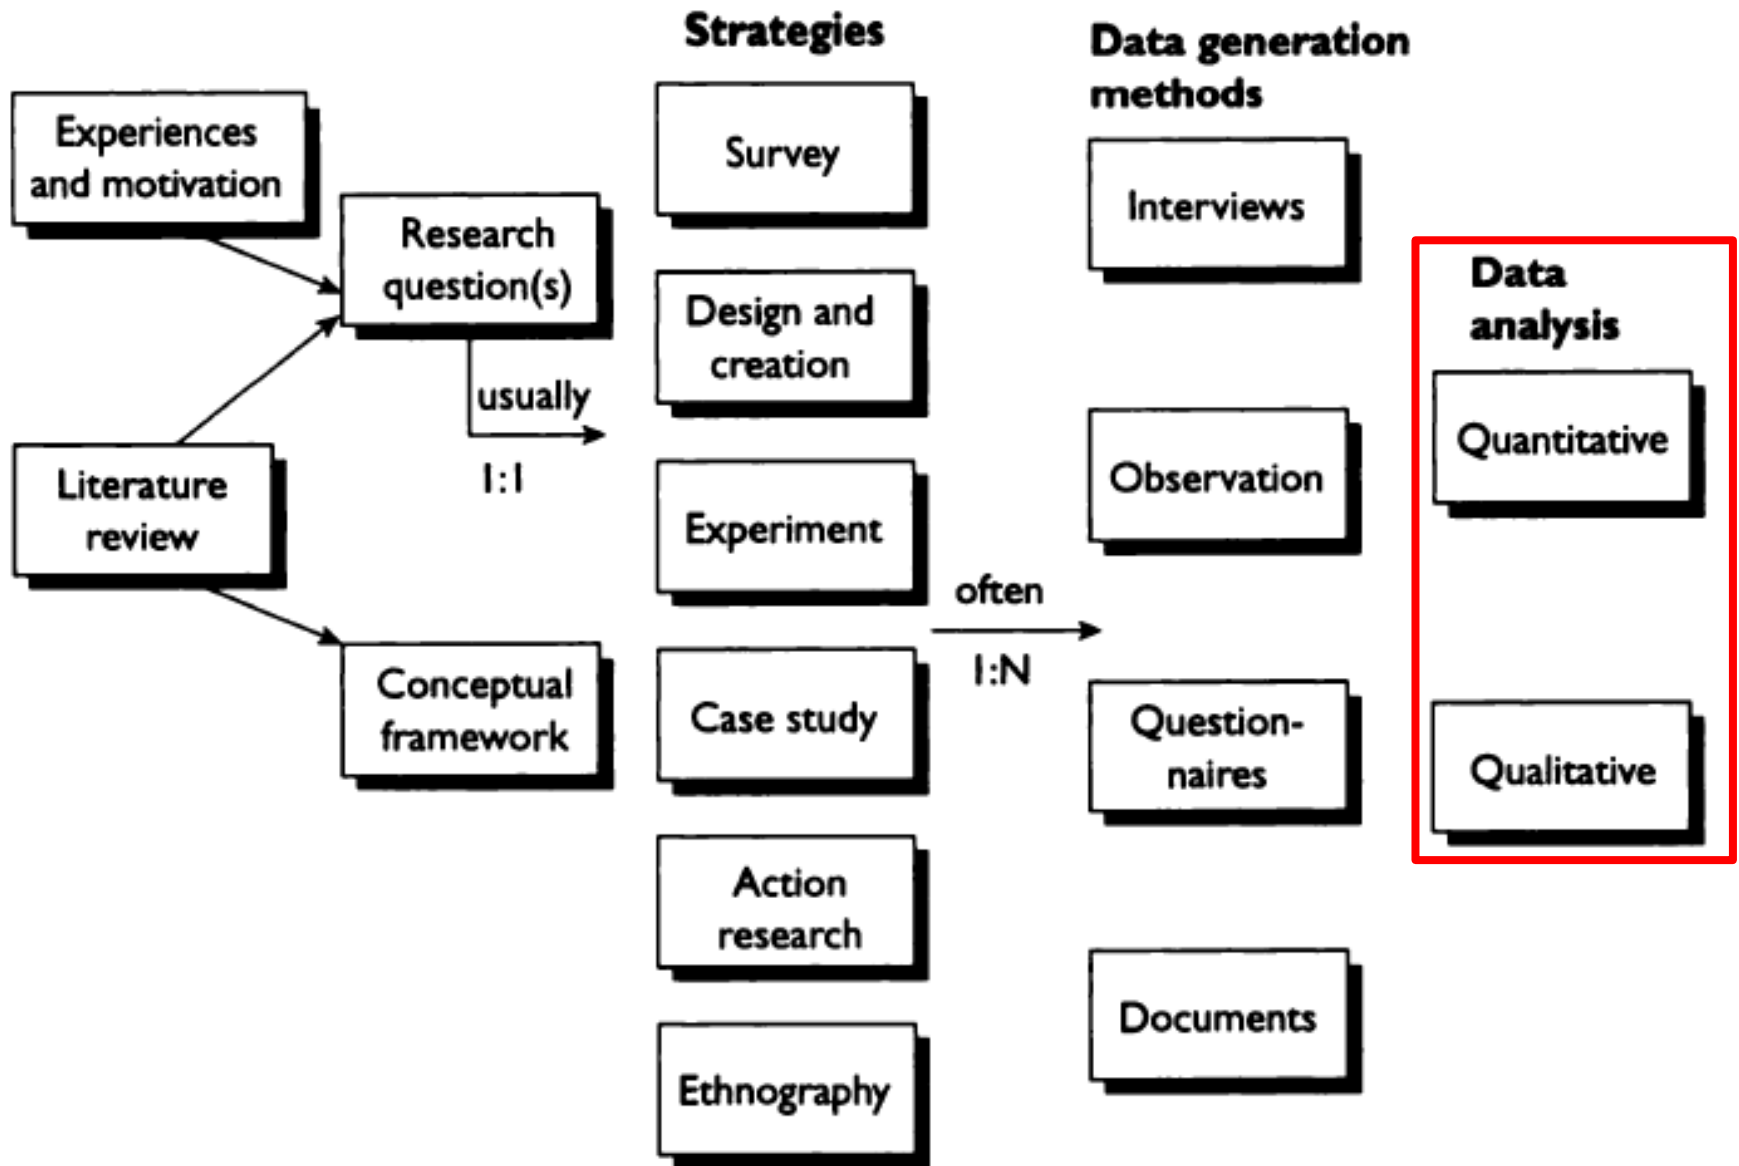 Experiences
and motivation
Literature
review
Research
question(s)
Conceptual
framework
usually
1:1
Strategies
Survey
Design and
creation
Experiment
Case study
Action
research
Ethnography
often
1:N
Data generation
methods
Interviews
Observation
Question-
naires
Documents
Data
analysis
Quantitative
Qualitative